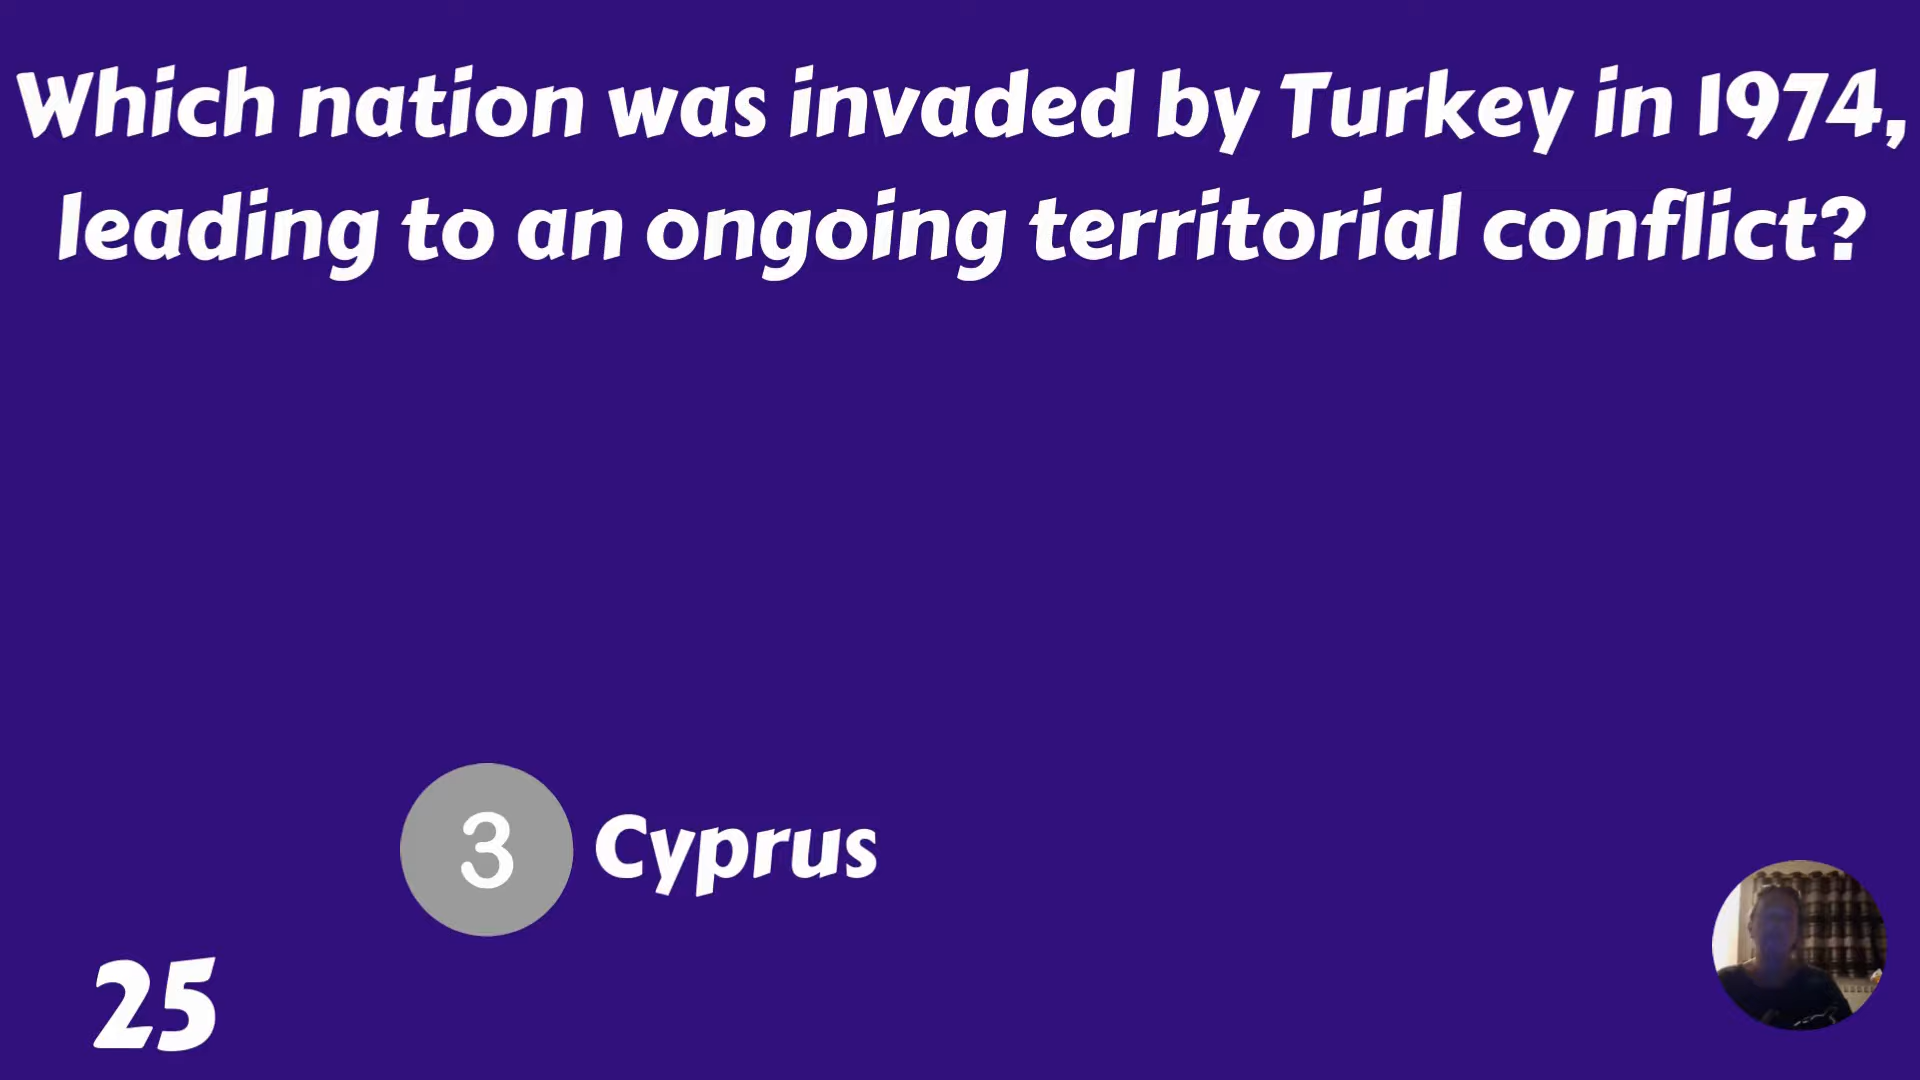 Which nation was invaded by Turkey in 1974,
leading to an ongoing territorial conflict?
3 Cyprus
25